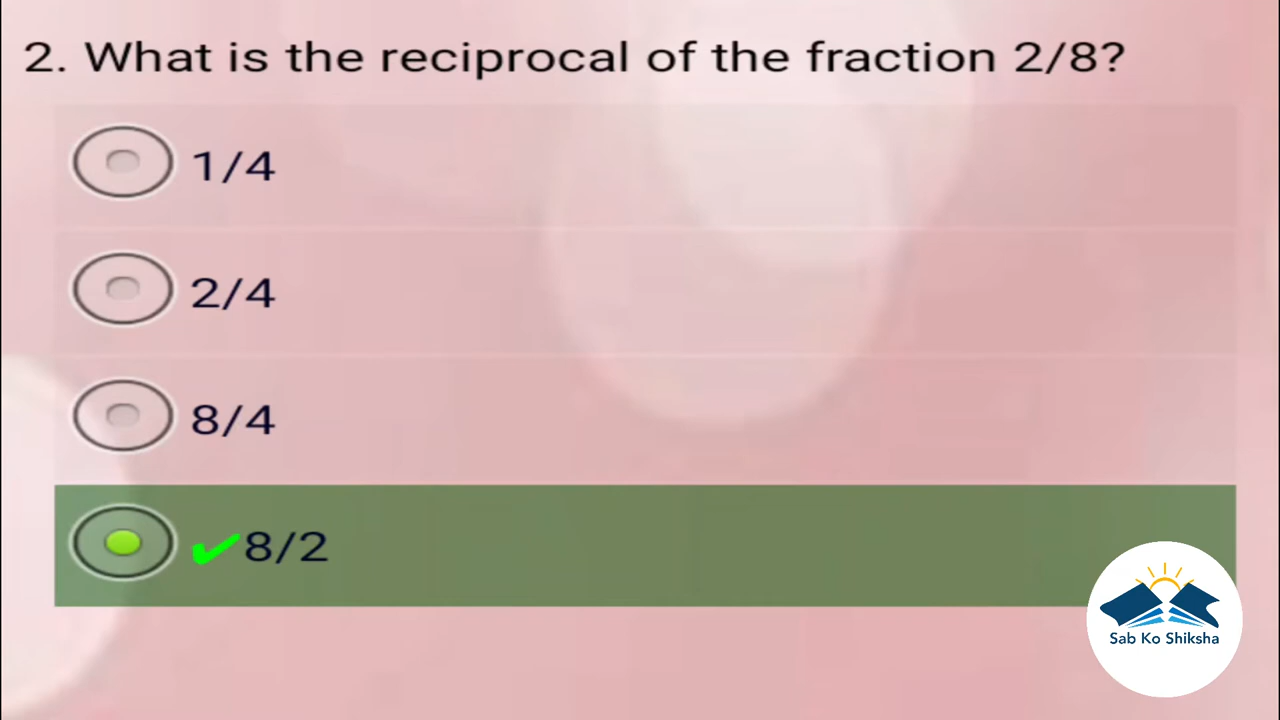 2. What is the reciprocal of the fraction 2/8?
1/4
2/4
8/4
✔8/2
Sab Ko Shiksha